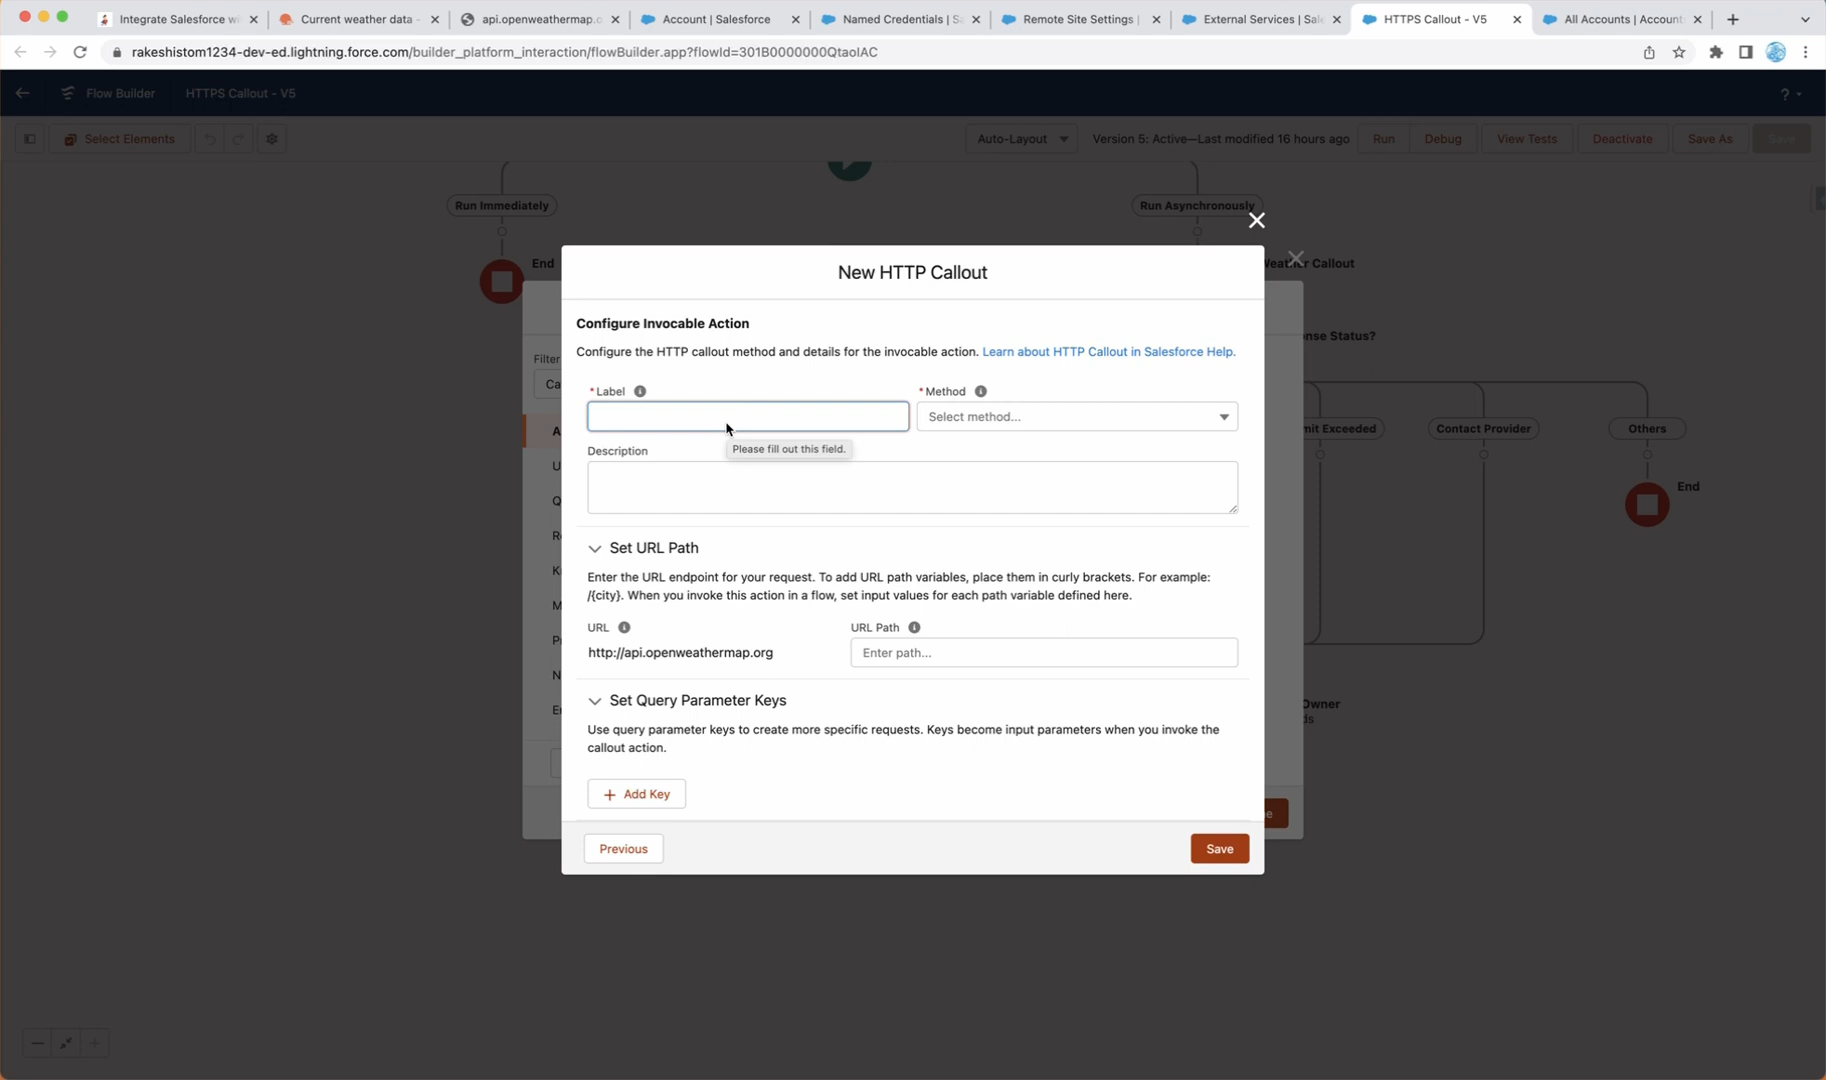 Integrate Salesforce wi
Current weather data -
api.openweathermap.o
Account | Salesforce
Named Credentials | Sa
Remote Site Settings |
External Services | Sale
HTTPS Callout - V5
All Accounts | Account
rakeshistom1234-dev-ed.lightning.force.com/builder_platform_interaction/flowBuilder.app?flowId=301B0000000QtaoIAC
Flow Builder
HTTPS Callout - V5
?
Select Elements
Auto-Layout
Version 5: Active—Last modified 16 hours ago
Run
Debug
View Tests
Deactivate
Save As
Save
Run Immediately
Run Asynchronously
End
Weather Callout
New HTTP Callout
Configure Invocable Action
Configure the HTTP callout method and details for the invocable action. Learn about HTTP Callout in Salesforce Help.
nse Status?
Filter
Ca
* Label
* Method
Select method...
A
mit Exceeded
Contact Provider
Others
Please fill out this field.
Description
U
Q
End
R
Set URL Path
K
Enter the URL endpoint for your request. To add URL path variables, place them in curly brackets. For example:
/{city}. When you invoke this action in a flow, set input values for each path variable defined here.
M
URL
URL Path
P
http://api.openweathermap.org
Enter path...
N
Set Query Parameter Keys
Owner
E
ds
Use query parameter keys to create more specific requests. Keys become input parameters when you invoke the
callout action.
Add Key
e
Previous
Save